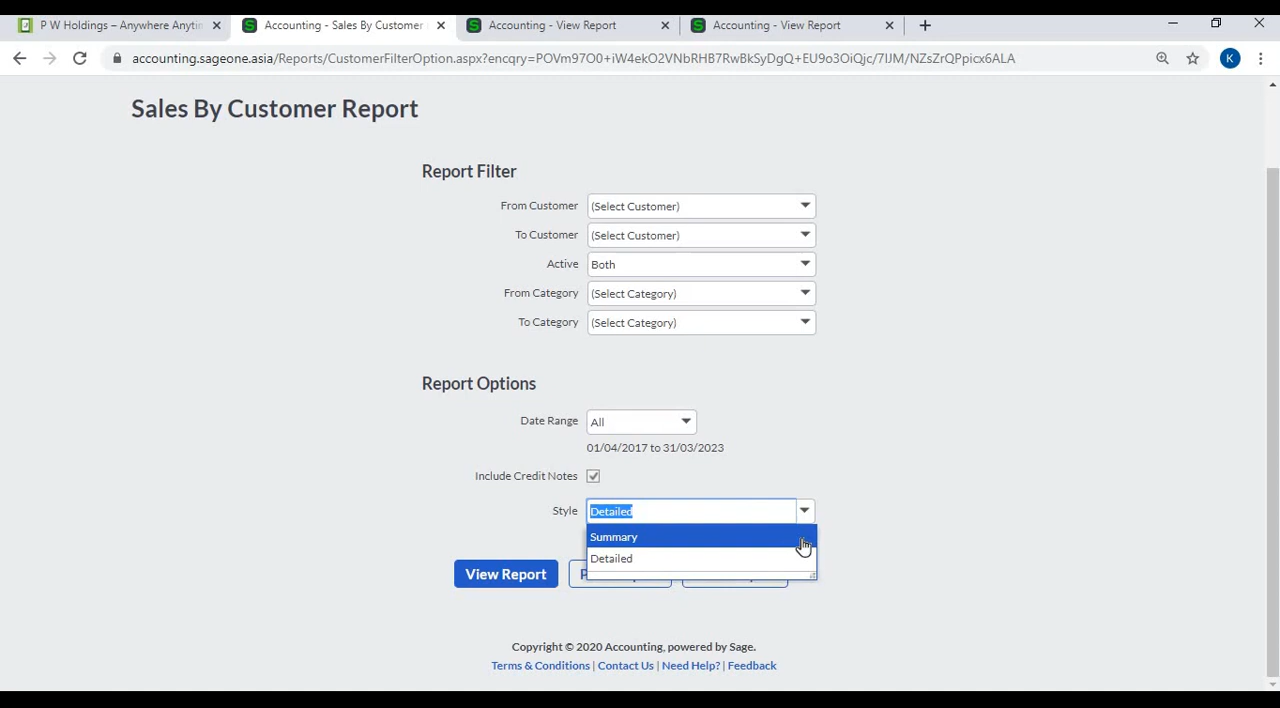 P W Holdings – Anywhere Anytim
Accounting - Sales By Customer
Accounting - View Report
Accounting - View Report
accounting.sageone.asia/Reports/CustomerFilterOption.aspx?encqry=POVm97O0+iW4ekO2VNbRHB7RwBkSyDgQ+EU9o3OiQjc/7IJM/NZsZrQPpicx6ALA
K
Sales By Customer Report
Report Filter
From Customer (Select Customer)
To Customer (Select Customer)
Active Both
From Category (Select Category)
To Category (Select Category)
Report Options
Date Range All
01/04/2017 to 31/03/2023
Include Credit Notes
Style Detailed
Summary
Detailed
View Report
Copyright © 2020 Accounting, powered by Sage.
Terms & Conditions | Contact Us | Need Help? | Feedback